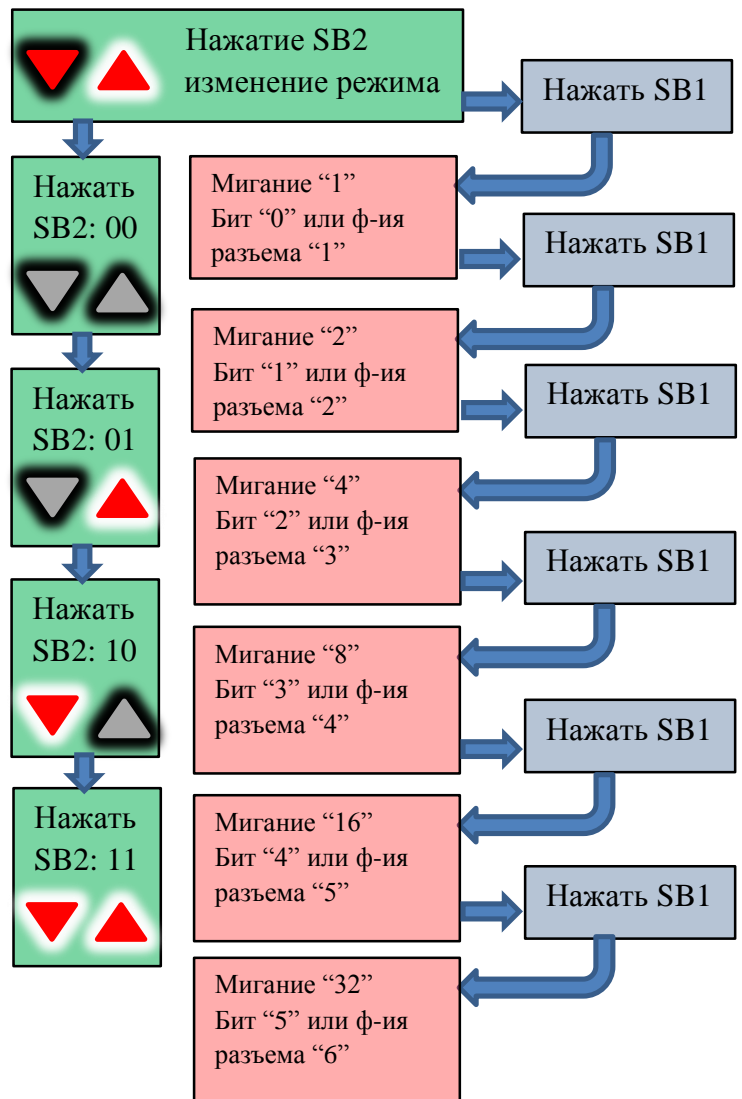 Нажатие SB2
изменение режима
Нажать SB1
Нажать
SB2: 00
Мигание “1”
Бит “0” или ф-ия
разъема “1”
Нажать SB1
Мигание “2”
Бит “1” или ф-ия
разъема “2”
Нажать
SB2: 01
Нажать SB1
Мигание “4”
Бит “2” или ф-ия
разъема “3”
Нажать SB1
Нажать
SB2: 10
Мигание “8”
Бит “3” или ф-ия
разъема “4”
Нажать SB1
Нажать
SB2: 11
Мигание “16”
Бит “4” или ф-ия
разъема “5”
Нажать SB1
Мигание “32”
Бит “5” или ф-ия
разъема “6”